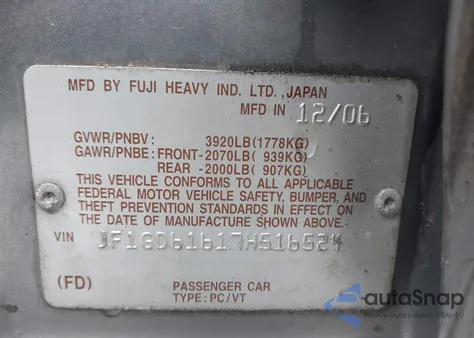 MFD BY FUJI HEAVY IND. LTD., JAPAN
MFD IN 12/06
GVWR/PNBV: 3920LB(1778KG)
GAWR/PNBE: FRONT-2070LB( 939KG)
REAR -2000LB( 907KG)
THIS VEHICLE CONFORMS TO ALL APPLICABLE
FEDERAL MOTOR VEHICLE SAFETY, BUMPER, AND
THEFT PREVENTION STANDARDS IN EFFECT ON
THE DATE OF MANUFACTURE SHOWN ABOVE.
VIN JF1GD61617H516524
(FD) PASSENGER CAR
TYPE: PC/VT
autoSnap